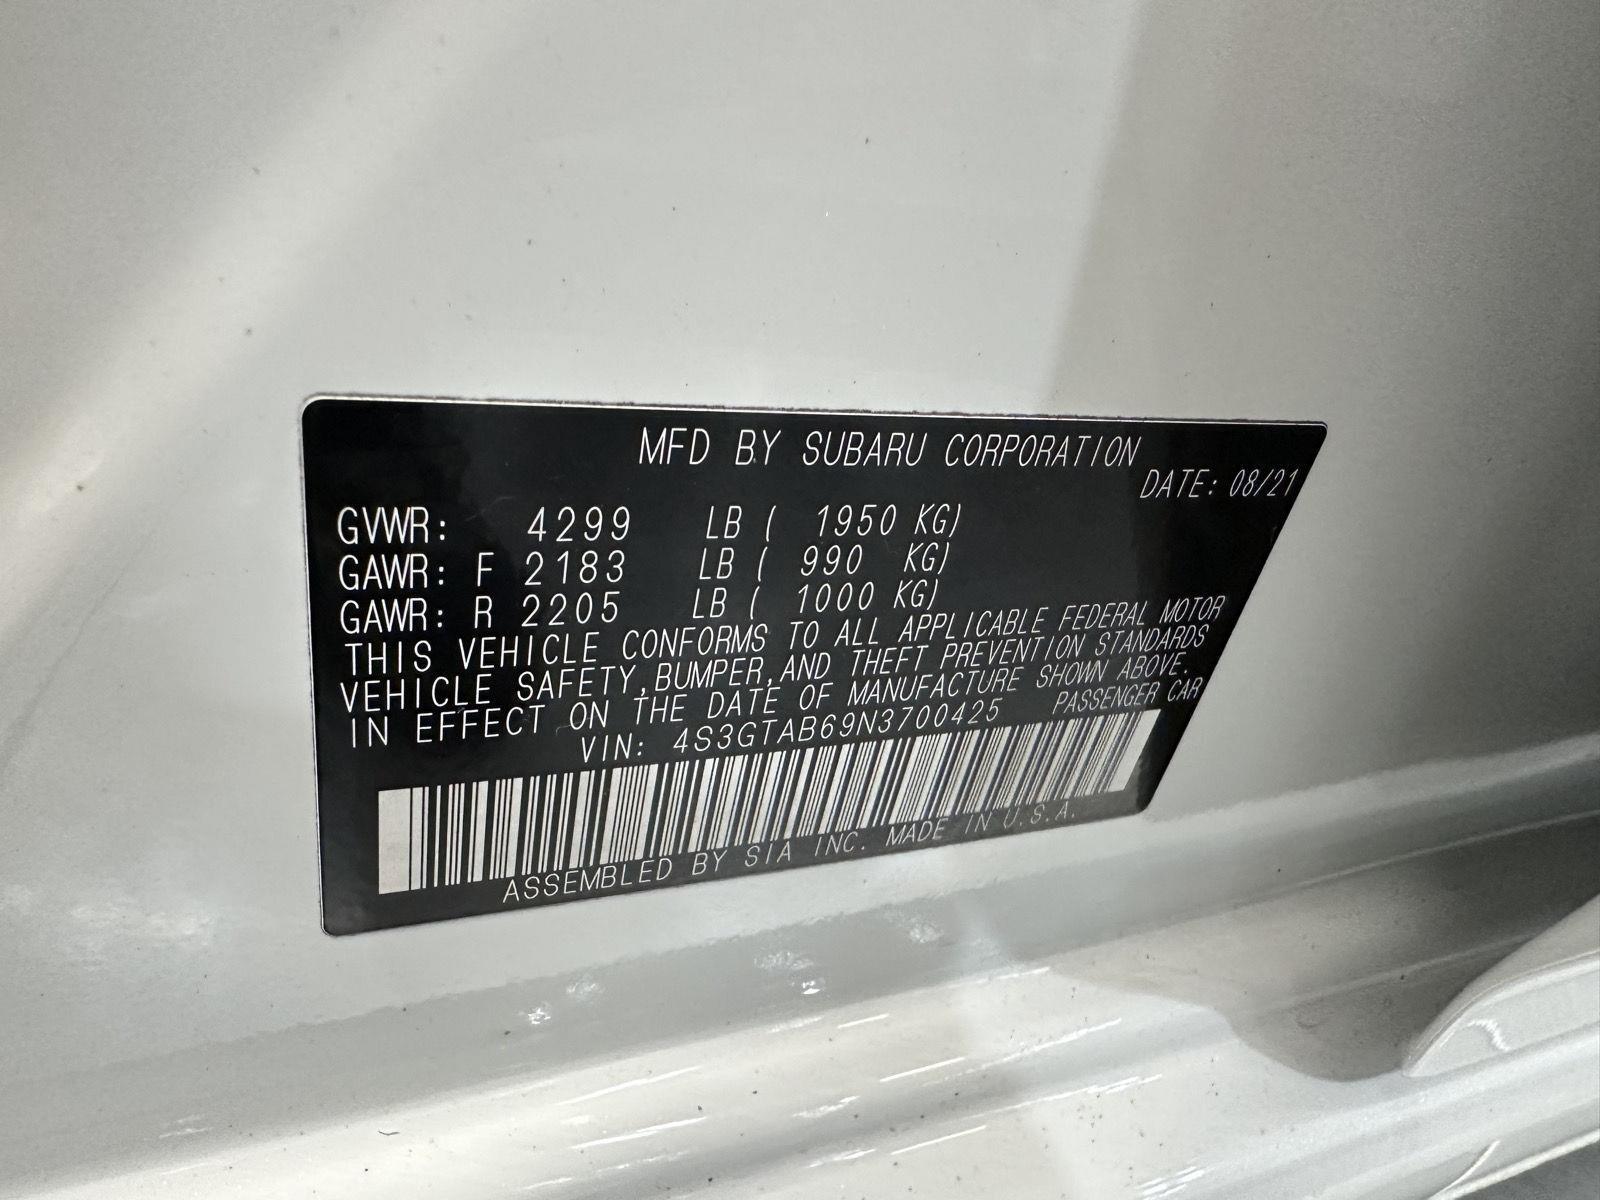 MFD BY SUBARU CORPORATION
DATE: 08/21
GVWR: 4299 LB ( 1950 KG)
GAWR: F 2183 LB ( 990 KG)
GAWR: R 2205 LB ( 1000 KG)
THIS VEHICLE CONFORMS TO ALL APPLICABLE FEDERAL MOTOR
VEHICLE SAFETY, BUMPER, AND THEFT PREVENTION STANDARDS
IN EFFECT ON THE DATE OF MANUFACTURE SHOWN ABOVE.
VIN: 4S3GTAB69N3700425 PASSENGER CAR
ASSEMBLED BY SIA INC. MADE IN U.S.A.